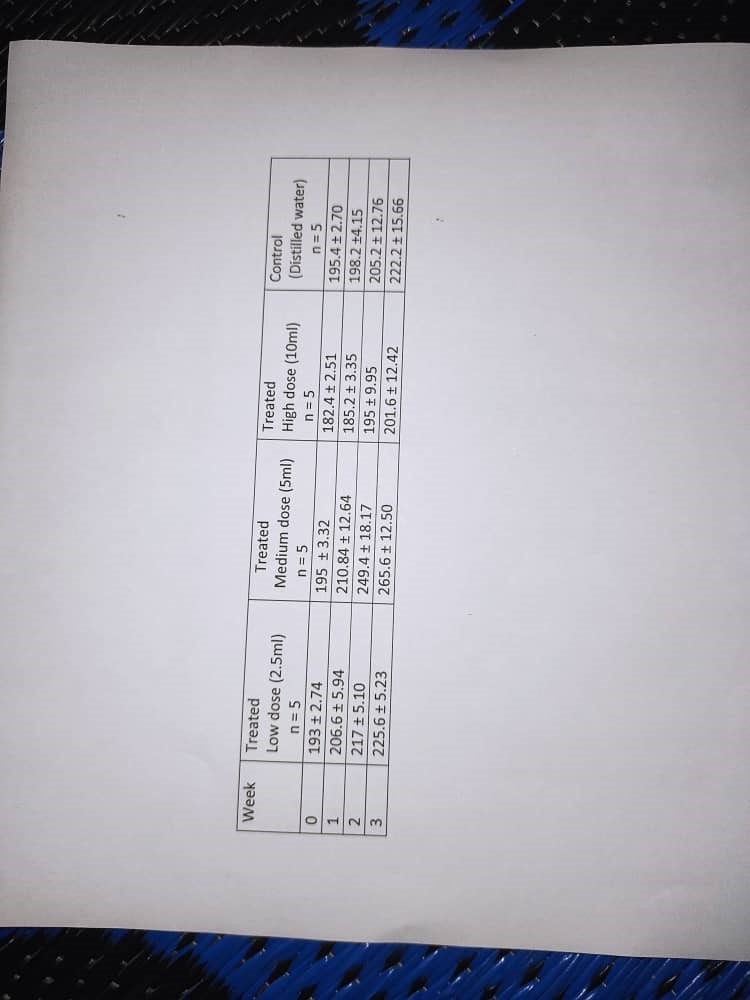 Week Treated Treated Treated Control
Low dose (2.5ml) Medium dose (5ml) High dose (10ml) (Distilled water)
n = 5 n = 5 n = 5 n = 5
0 193 ± 2.74 195 ± 3.32 182.4 ± 2.51 195.4 ± 2.70
1 206.6 ± 5.94 210.84 ± 12.64 185.2 ± 3.35 198.2 ±4.15
2 217 ± 5.10 249.4 ± 18.17 195 ± 9.95 205.2 ± 12.76
3 225.6 ± 5.23 265.6 ± 12.50 201.6 ± 12.42 222.2 ± 15.66